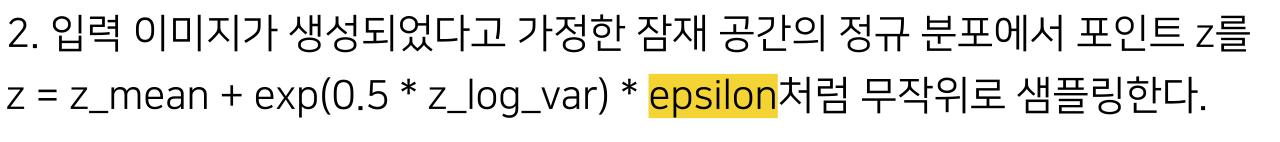 2. 입력 이미지가 생성되었다고 가정한 잠재 공간의 정규 분포에서 포인트 z를
z = z_mean + exp(0.5 * z_log_var) * epsilon처럼 무작위로 샘플링한다.